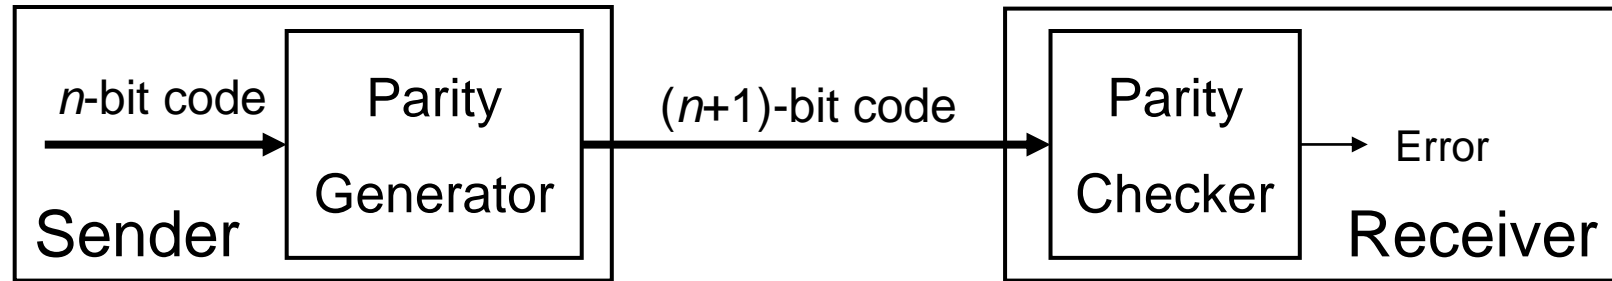 n-bit code
Parity
Generator
Sender
(n+1)-bit code
Parity
Checker
Error
Receiver